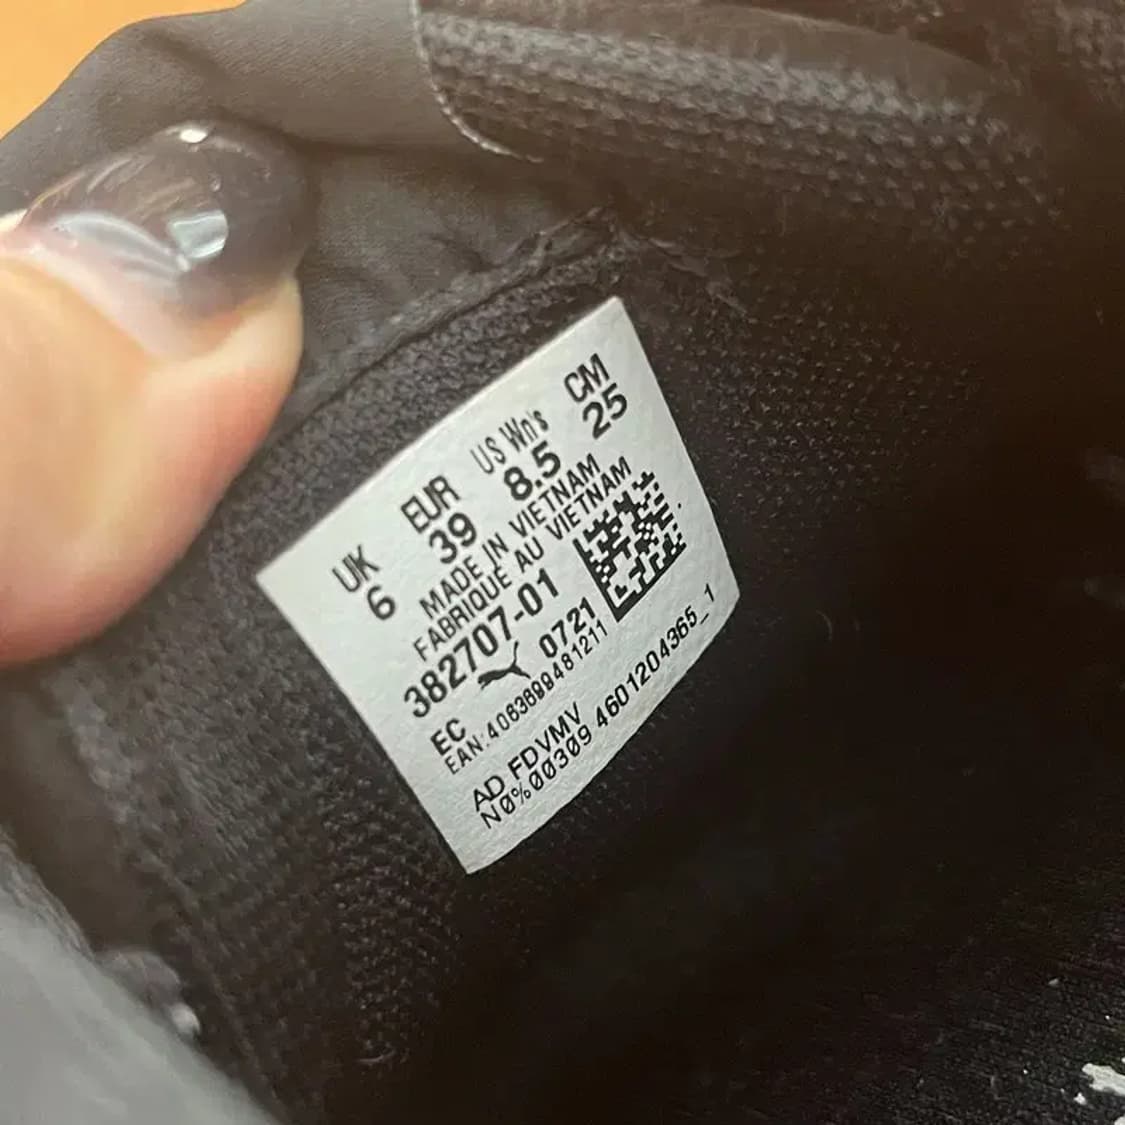 UK EUR US Wn's CM
6 39 8.5 25
MADE IN VIETNAM
FABRIQUE AU VIETNAM
382707-01
0721
EC
EAN:4063699481211
AD FDVMV
NØ%00309 4601204365_1